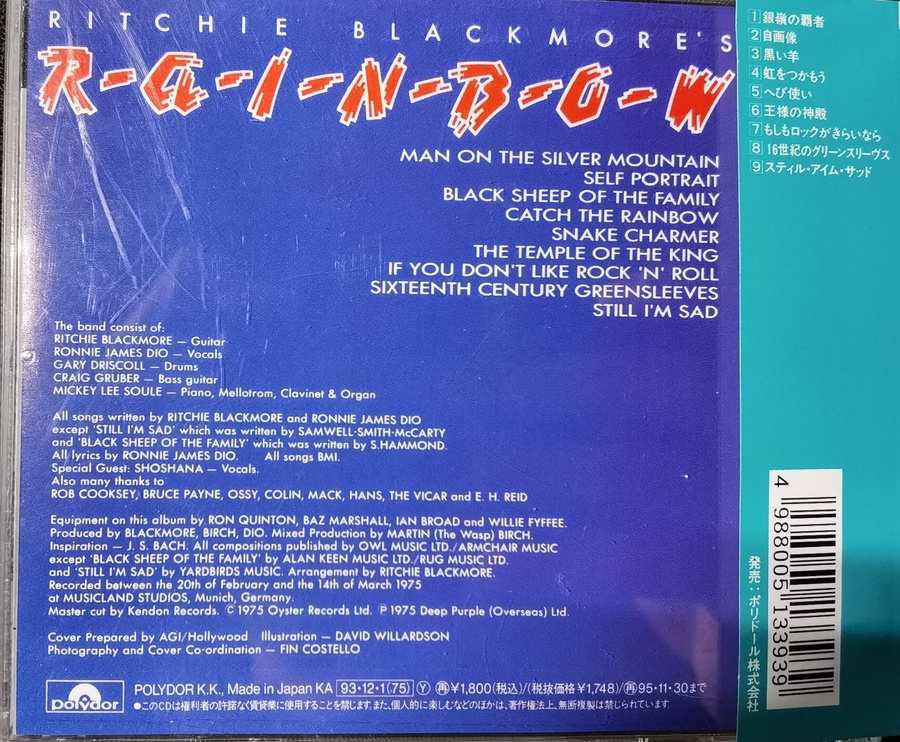 RITCHIE BLACKMORE'S
R-A-I-N-B-O-W
MAN ON THE SILVER MOUNTAIN
SELF PORTRAIT
BLACK SHEEP OF THE FAMILY
CATCH THE RAINBOW
SNAKE CHARMER
THE TEMPLE OF THE KING
IF YOU DON'T LIKE ROCK 'N' ROLL
SIXTEENTH CENTURY GREENSLEEVES
STILL I'M SAD
The band consist of:
RITCHIE BLACKMORE — Guitar
RONNIE JAMES DIO — Vocals
GARY DRISCOLL — Drums
CRAIG GRUBER — Bass guitar
MICKEY LEE SOULE — Piano, Mellotrom, Clavinet & Organ
All songs written by RITCHIE BLACKMORE and RONNIE JAMES DIO
except 'STILL I'M SAD' which was written by SAMWELL-SMITH-McCARTY
and 'BLACK SHEEP OF THE FAMILY' which was written by S.HAMMOND.
All lyrics by RONNIE JAMES DIO. All songs BMI.
Special Guest: SHOSHANA — Vocals.
Also many thanks to
ROB COOKSEY, BRUCE PAYNE, OSSY, COLIN, MACK, HANS, THE VICAR and E. H. REID
Equipment on this album by RON QUINTON, BAZ MARSHALL, IAN BROAD and WILLIE FYFFEE.
Produced by BLACKMORE, BIRCH, DIO. Mixed Production by MARTIN (The Wasp) BIRCH.
Inspiration — J. S. BACH. All compositions published by OWL MUSIC LTD./ARMCHAIR MUSIC
except 'BLACK SHEEP OF THE FAMILY' by ALAN KEEN MUSIC LTD./RUG MUSIC LTD.
and 'STILL I'M SAD' by YARDBIRDS MUSIC. Arrangement by RITCHIE BLACKMORE.
Recorded between the 20th of February and the 14th of March 1975
at MUSICLAND STUDIOS, Munich, Germany.
Master cut by Kendon Records. © 1975 Oyster Records Ltd. ℗ 1975 Deep Purple (Overseas) Ltd.
Cover Prepared by AGI/Hollywood Illustration — DAVID WILLARDSON
Photography and Cover Co-ordination — FIN COSTELLO
polydor
POLYDOR K.K., Made in Japan KA 93・12・1(75) Ⓨ 再¥1,800(税込)/(税抜価格¥1,748)/再95・11・30まで
●このCDは権利者の許諾なく賃貸業に使用することを禁じます。また、個人的に楽しむなどのほかは、著作権法上、無断複製は禁じられています。
1 銀嶺の覇者
2 自画像
3 黒い羊
4 虹をつかもう
5 へび使い
6 王様の神殿
7 もしもロックがきらいなら
8 16世紀のグリーンスリーヴス
9 スティル・アイム・サッド
4 988005 133939
発売：ポリドール株式会社